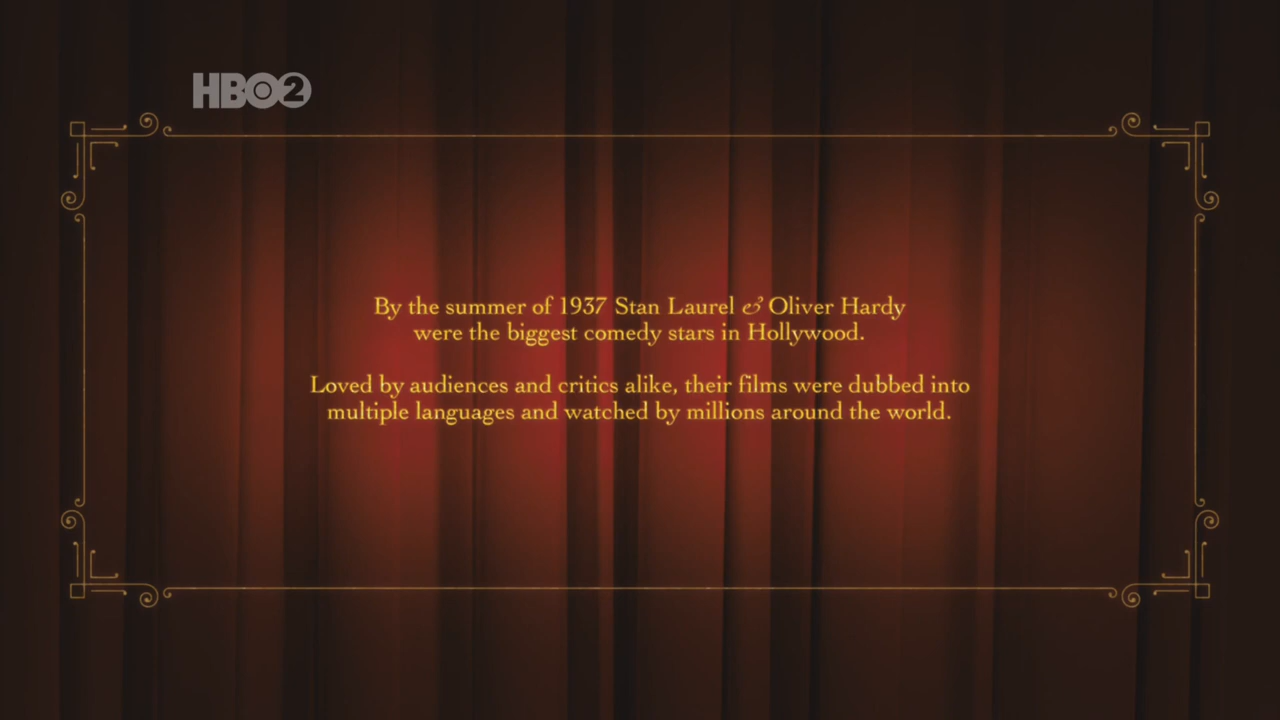 HBO2
By the summer of 1937 Stan Laurel & Oliver Hardy
were the biggest comedy stars in Hollywood.
Loved by audiences and critics alike, their films were dubbed into
multiple languages and watched by millions around the world.